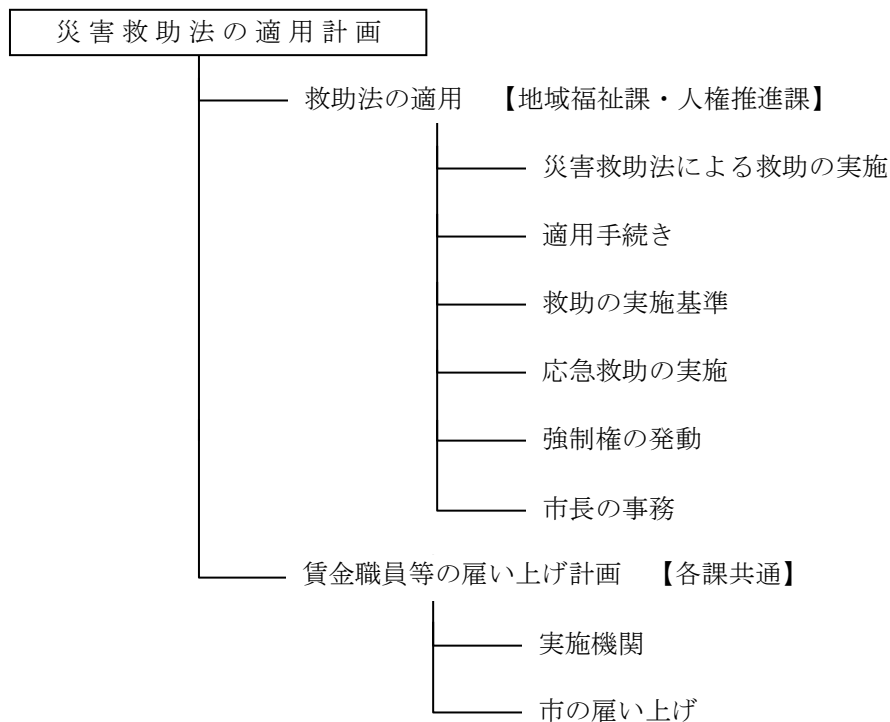 災害救助法の適用計画
救助法の適用　【地域福祉課・人権推進課】
災害救助法による救助の実施
適用手続き
救助の実施基準
応急救助の実施
強制権の発動
市長の事務
賃金職員等の雇い上げ計画　【各課共通】
実施機関
市の雇い上げ